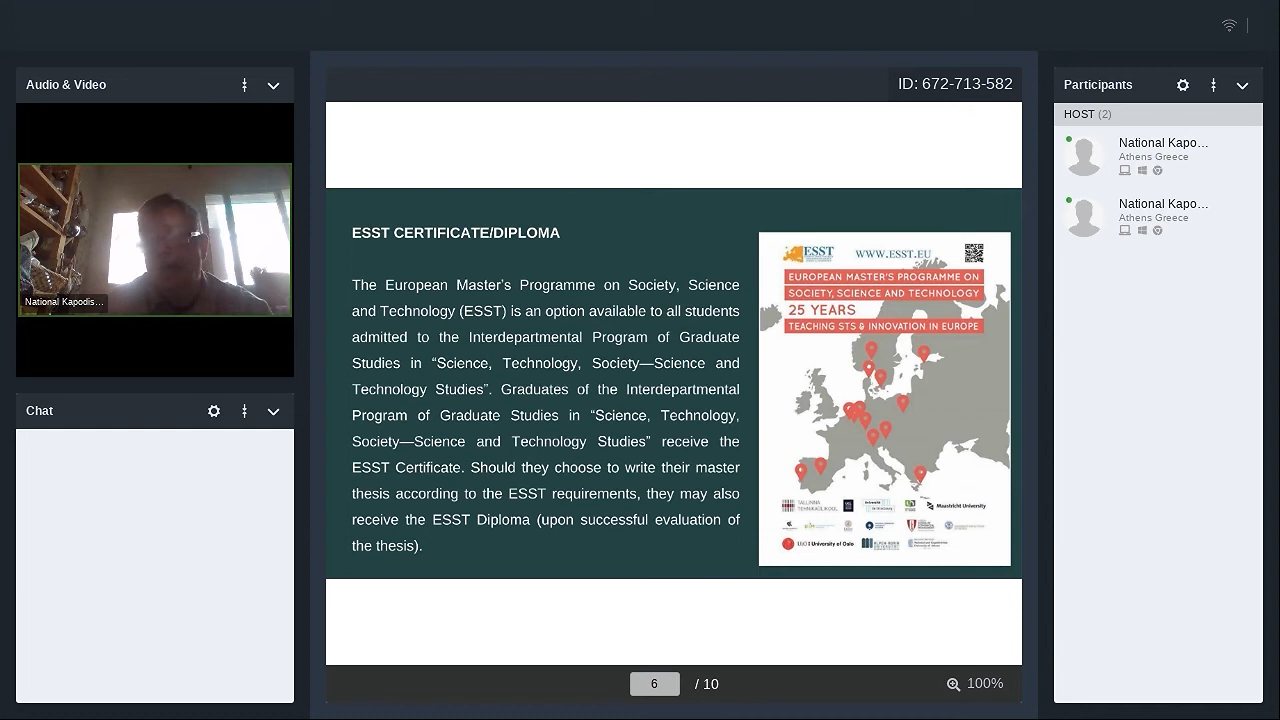 Audio & Video
ID: 672-713-582
Participants
HOST (2)
National Kapo...
Athens Greece
National Kapo...
Athens Greece
National Kapodis...
Chat
ESST CERTIFICATE/DIPLOMA
The European Master's Programme on Society, Science
and Technology (ESST) is an option available to all students
admitted to the Interdepartmental Program of Graduate
Studies in “Science, Technology, Society—Science and
Technology Studies”. Graduates of the Interdepartmental
Program of Graduate Studies in “Science, Technology,
Society—Science and Technology Studies” receive the
ESST Certificate. Should they choose to write their master
thesis according to the ESST requirements, they may also
receive the ESST Diploma (upon successful evaluation of
the thesis).
ESST
WWW.ESST.EU
EUROPEAN MASTER'S PROGRAMME ON
SOCIETY, SCIENCE AND TECHNOLOGY
25 YEARS
TEACHING STS & INNOVATION IN EUROPE
TALLINNA
TEHNIKAÜLIKOOL
Maastricht University
UiO: University of Oslo
6 / 10
100%